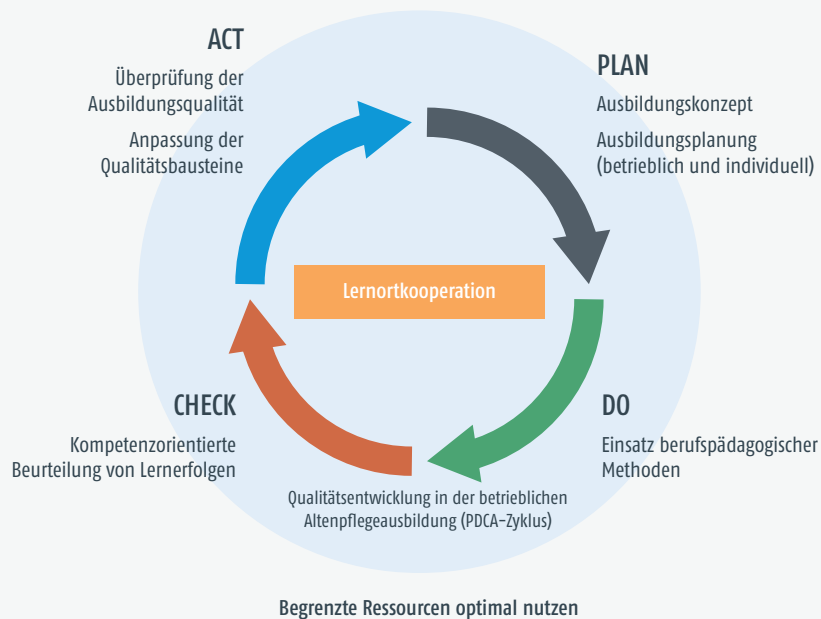 ACT
Überprüfung der
Ausbildungsqualität
Anpassung der
Qualitätsbausteine
PLAN
Ausbildungskonzept
Ausbildungsplanung
(betrieblich und individuell)
Lernortkooperation
CHECK
Kompetenzorientierte
Beurteilung von Lernerfolgen
DO
Einsatz berufspädagogischer
Methoden
Qualitätsentwicklung in der betrieblichen
Altenpflegeausbildung (PDCA-Zyklus)
Begrenzte Ressourcen optimal nutzen